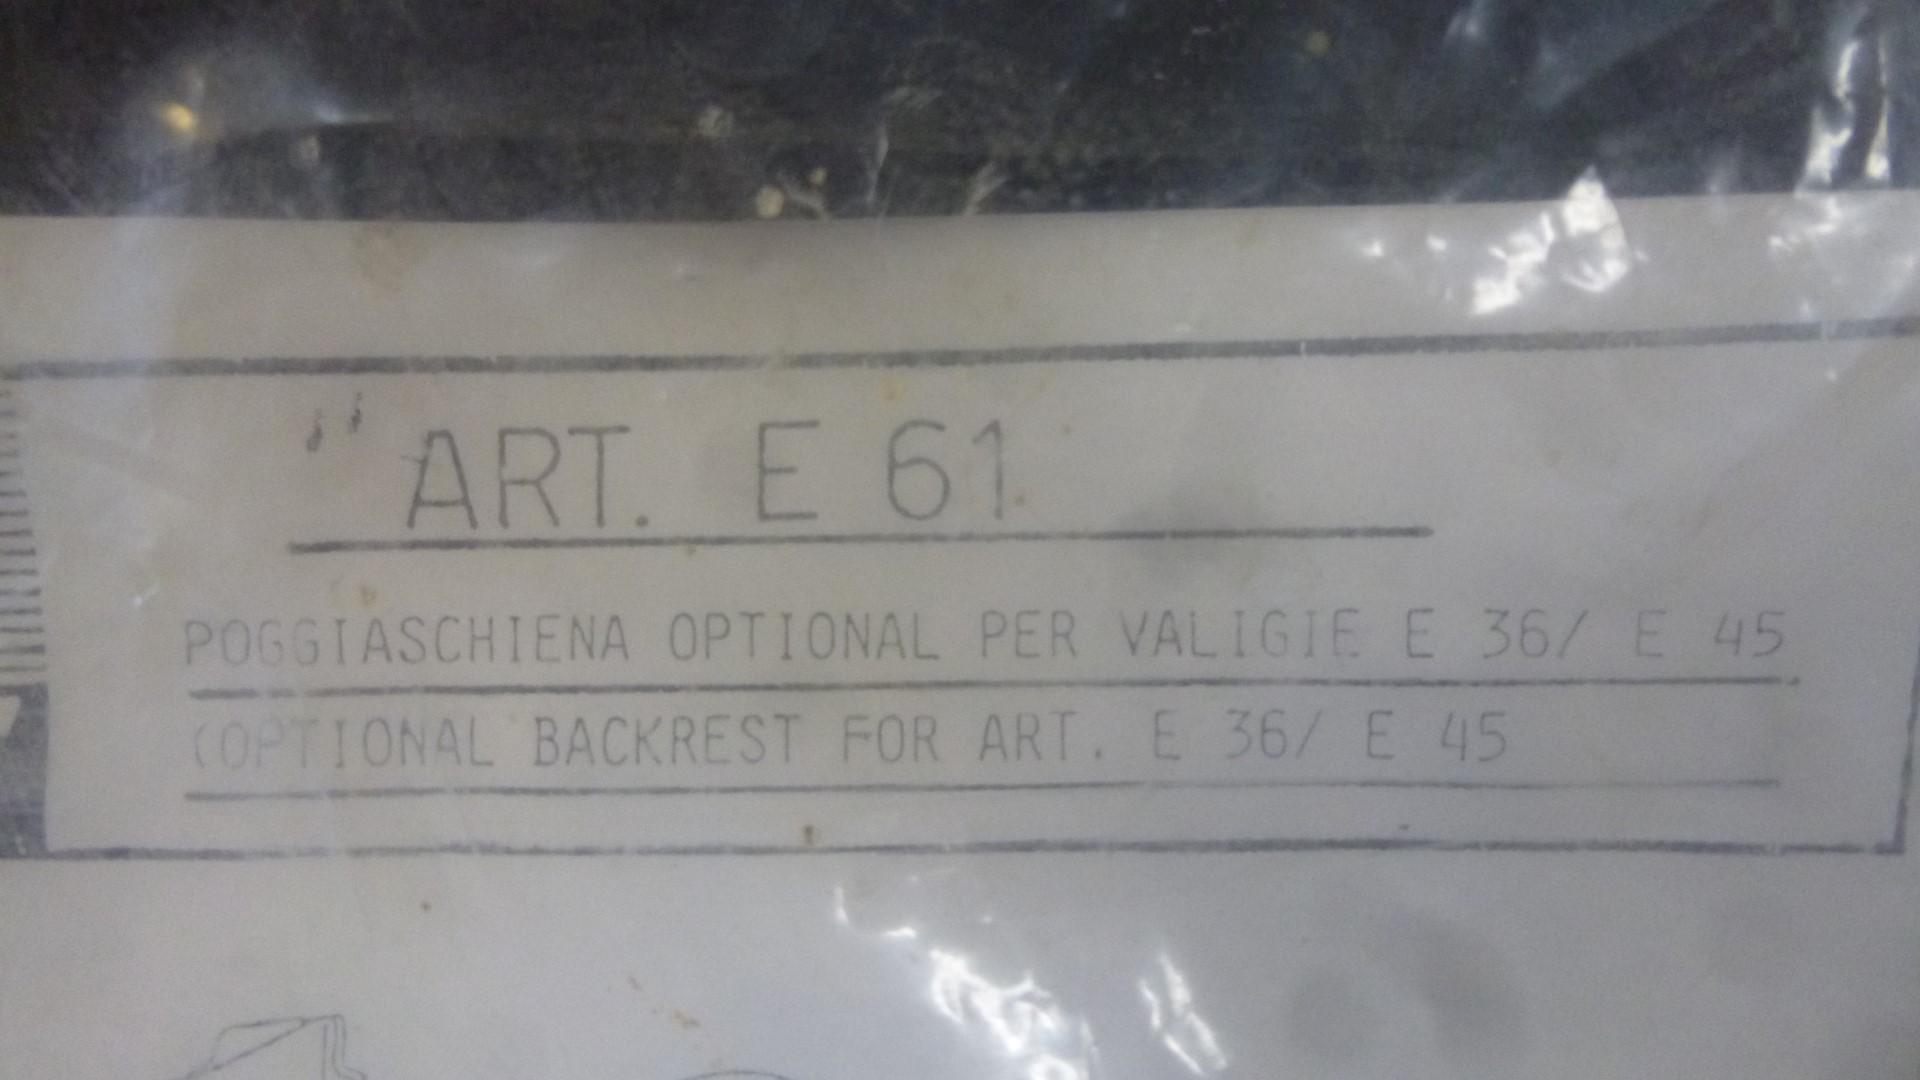 " ART. E 61
POGGIASCHIENA OPTIONAL PER VALIGIE E 36/ E 45
(OPTIONAL BACKREST FOR ART. E 36/ E 45